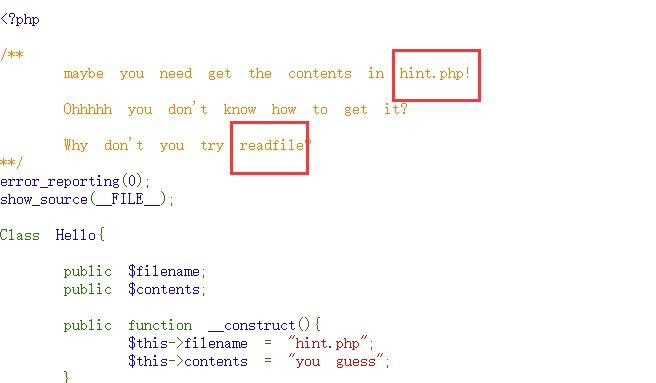 <?php
/**
maybe you need get the contents in hint.php!
Ohhhhh you don't know how to get it?
Why don't you try readfile?
**/
error_reporting(0);
show_source(__FILE__);
Class Hello{
public $filename;
public $contents;
public function __construct(){
$this->filename = "hint.php";
$this->contents = "you guess";
}